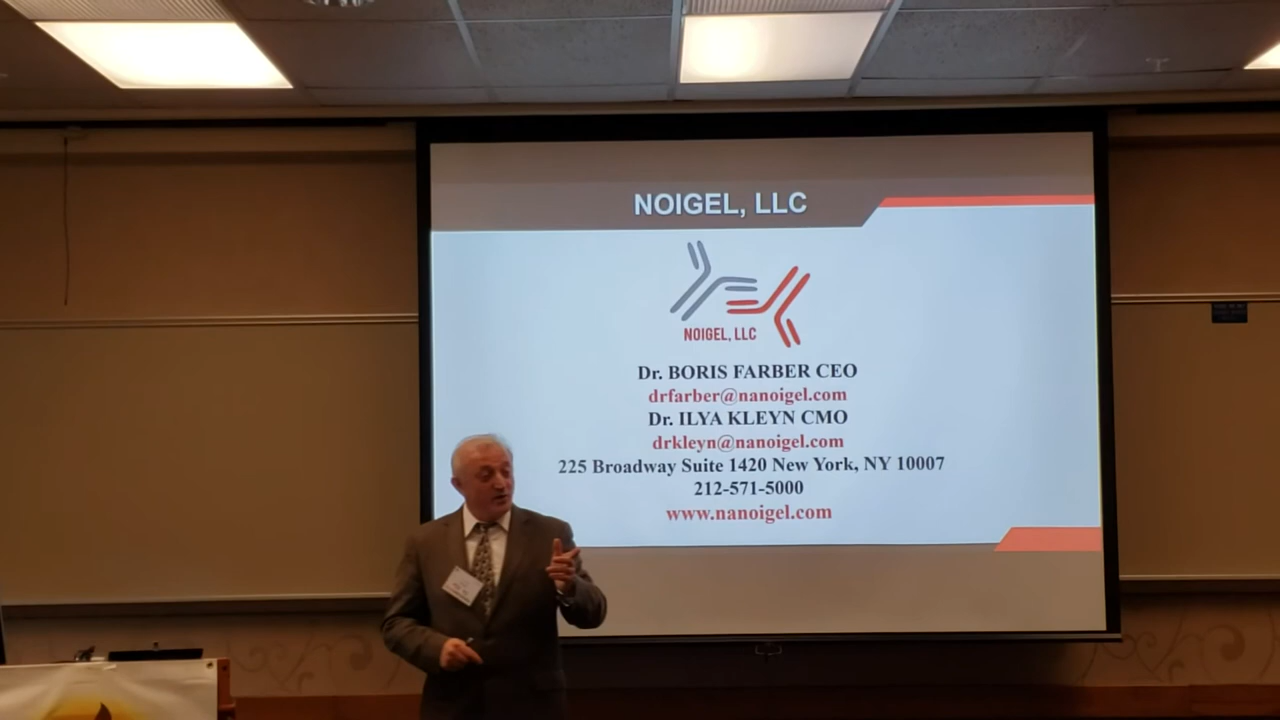 NOIGEL, LLC
NOIGEL, LLC
Dr. BORIS FARBER CEO
drfarber@nanoigel.com
Dr. ILYA KLEYN CMO
drkleyn@nanoigel.com
225 Broadway Suite 1420 New York, NY 10007
212-571-5000
www.nanoigel.com